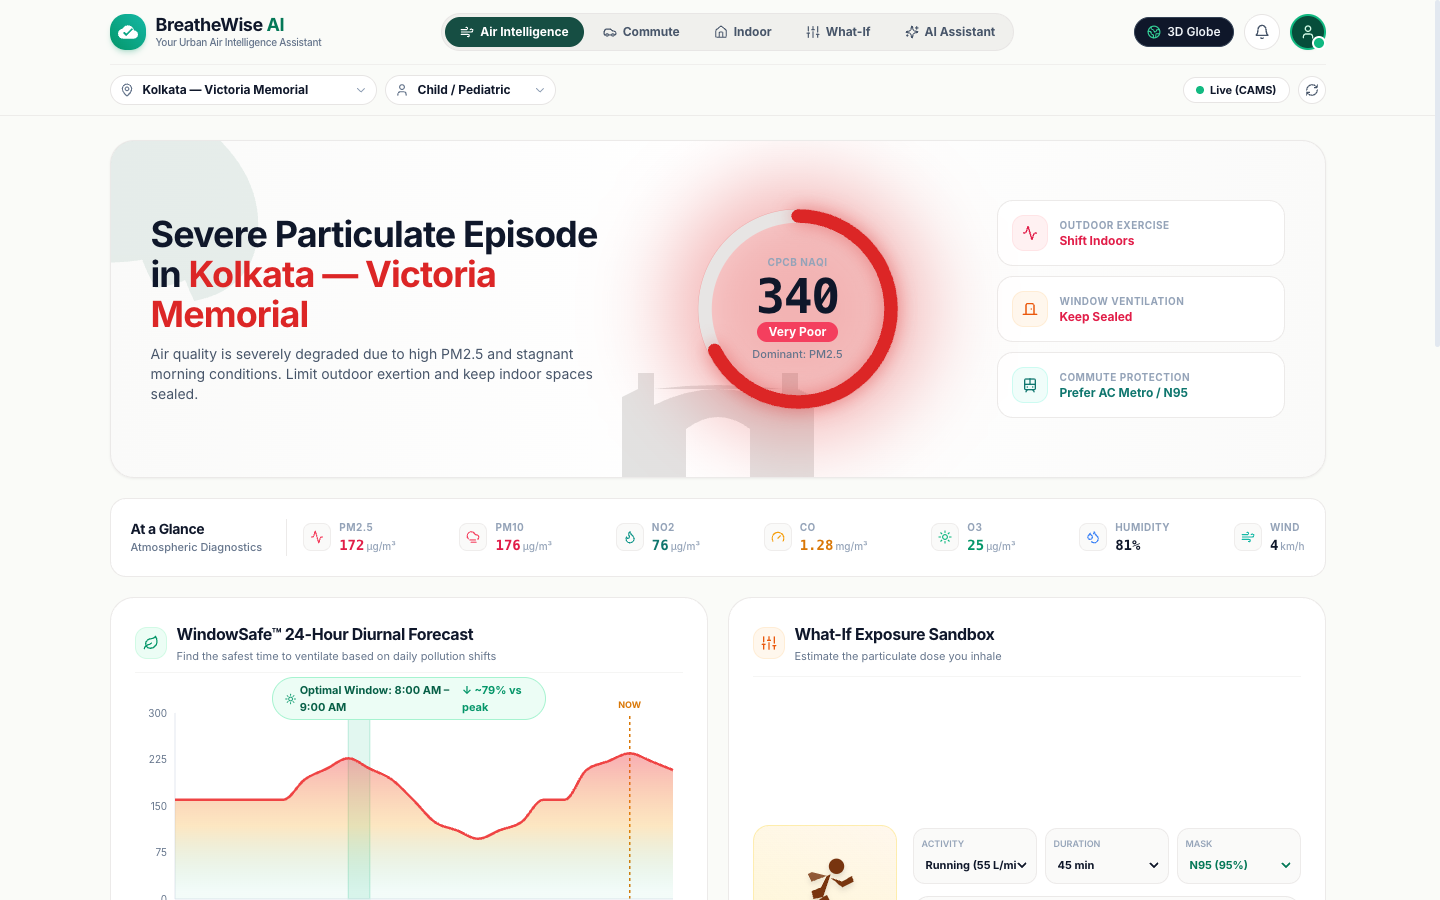 BreatheWise AI
Your Urban Air Intelligence Assistant
Air Intelligence
Commute
Indoor
What-If
AI Assistant
3D Globe
Kolkata — Victoria Memorial
Child / Pediatric
Live (CAMS)
Severe Particulate Episode
in Kolkata — Victoria
Memorial
Air quality is severely degraded due to high PM2.5 and stagnant
morning conditions. Limit outdoor exertion and keep indoor spaces
sealed.
CPCB NAQI
340
Very Poor
Dominant: PM2.5
OUTDOOR EXERCISE
Shift Indoors
WINDOW VENTILATION
Keep Sealed
COMMUTE PROTECTION
Prefer AC Metro / N95
At a Glance
Atmospheric Diagnostics
PM2.5
172 µg/m³
PM10
176 µg/m³
NO2
76 µg/m³
CO
1.28 mg/m³
O3
25 µg/m³
HUMIDITY
81%
WIND
4 km/h
WindowSafe™ 24-Hour Diurnal Forecast
Find the safest time to ventilate based on daily pollution shifts
Optimal Window: 8:00 AM –
9:00 AM
↓ ~79% vs
peak
NOW
300
225
150
75
0
What-If Exposure Sandbox
Estimate the particulate dose you inhale
ACTIVITY
Running (55 L/mi
DURATION
45 min
MASK
N95 (95%)